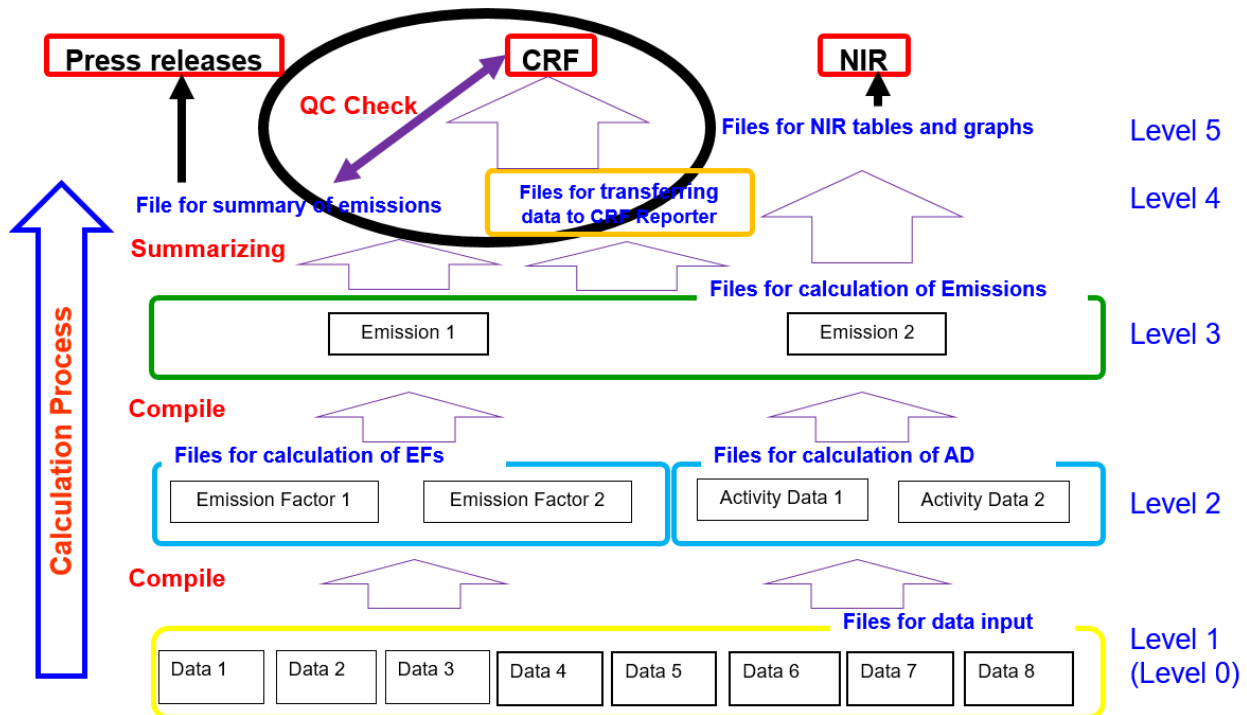 Press releases
CRF
NIR
QC Check
Files for NIR tables and graphs
Level 5
File for summary of emissions
Files for transferring
data to CRF Reporter
Level 4
Summarizing
Files for calculation of Emissions
Emission 1
Emission 2
Level 3
Calculation Process
Compile
Files for calculation of EFs
Files for calculation of AD
Emission Factor 1
Emission Factor 2
Activity Data 1
Activity Data 2
Level 2
Compile
Files for data input
Level 1
(Level 0)
Data 1
Data 2
Data 3
Data 4
Data 5
Data 6
Data 7
Data 8